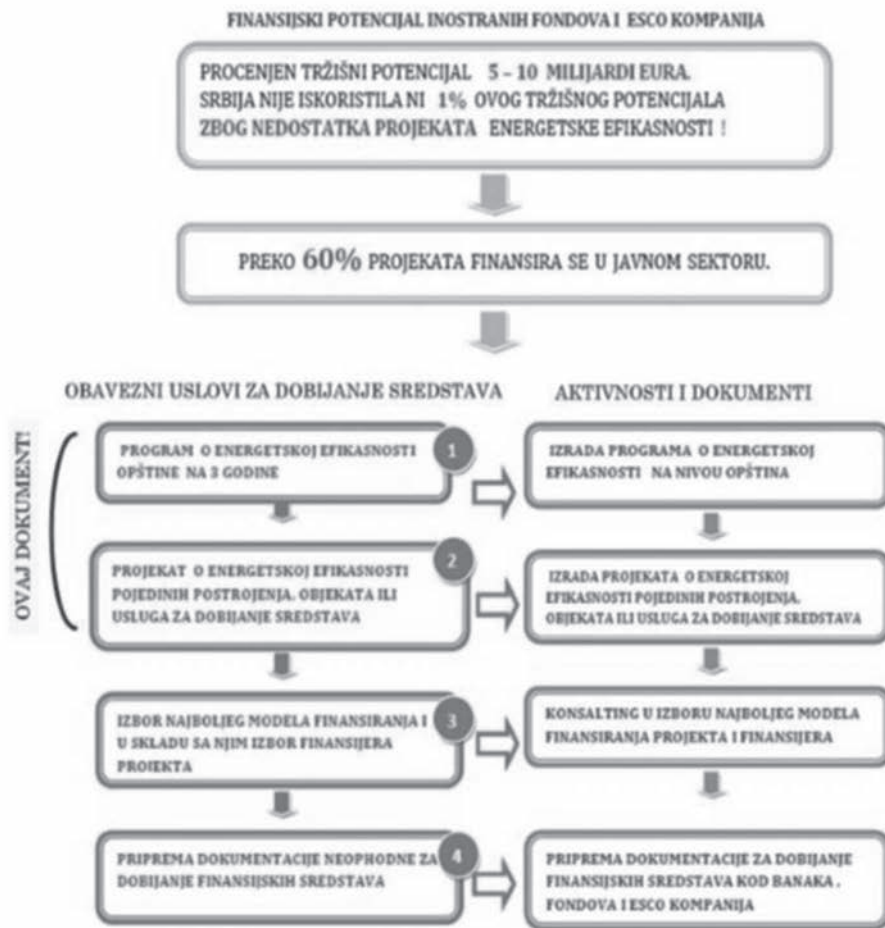 FINANSIJSKI POTENCIJAL INOSTRANIH FONDOVA I ESCO KOMPANIJA
PROCENJEN TRŽIŠNI POTENCIJAL 5 – 10 MILIJARDI EURA.
SRBIJA NIJE ISKORISTILA NI 1% OVOG TRŽIŠNOG POTENCIJALA
ZBOG NEDOSTATKA PROJEKATA ENERGETSKE EFIKASNOSTI !
PREKO 60% PROJEKATA FINANSIRA SE U JAVNOM SEKTORU.
OBAVEZNI USLOVI ZA DOBIJANJE SREDSTAVA
AKTIVNOSTI I DOKUMENTI
OVAJ DOKUMENT!
1
PROGRAM O ENERGETSKOJ EFIKASNOSTI
OPŠTINE NA 3 GODINE
IZRADA PROGRAMA O ENERGETSKOJ
EFIKASNOSTI NA NIVOU OPŠTINA
2
PROJEKAT O ENERGETSKOJ EFIKASNOSTI
POJEDINIH POSTROJENJA. OBJEKATA ILI
USLUGA ZA DOBIJANJE SREDSTAVA
IZRADA PROJEKATA O ENERGETSKOJ
EFIKASNOSTI POJEDINIH POSTROJENJA.
OBJEKATA ILI USLUGA ZA DOBIJANJE SREDSTAVA
3
IZBOR NAJBOLJEG MODELA FINANSIRANJA I
U SKLADU SA NJIM IZBOR FINANSIJERA
PROJEKTA
KONSALTING U IZBORU NAJBOLJEG MODELA
FINANSIRANJA PROJEKTA I FINANSIJERA
4
PRIPREMA DOKUMENTACIJE NEOPHODNE ZA
DOBIJANJE FINANSIJSKIH SREDSTAVA
PRIPREMA DOKUMENTACIJE ZA DOBIJANJE
FINANSIJSKIH SREDSTAVA KOD BANAKA .
FONDOVA I ESCO KOMPANIJA